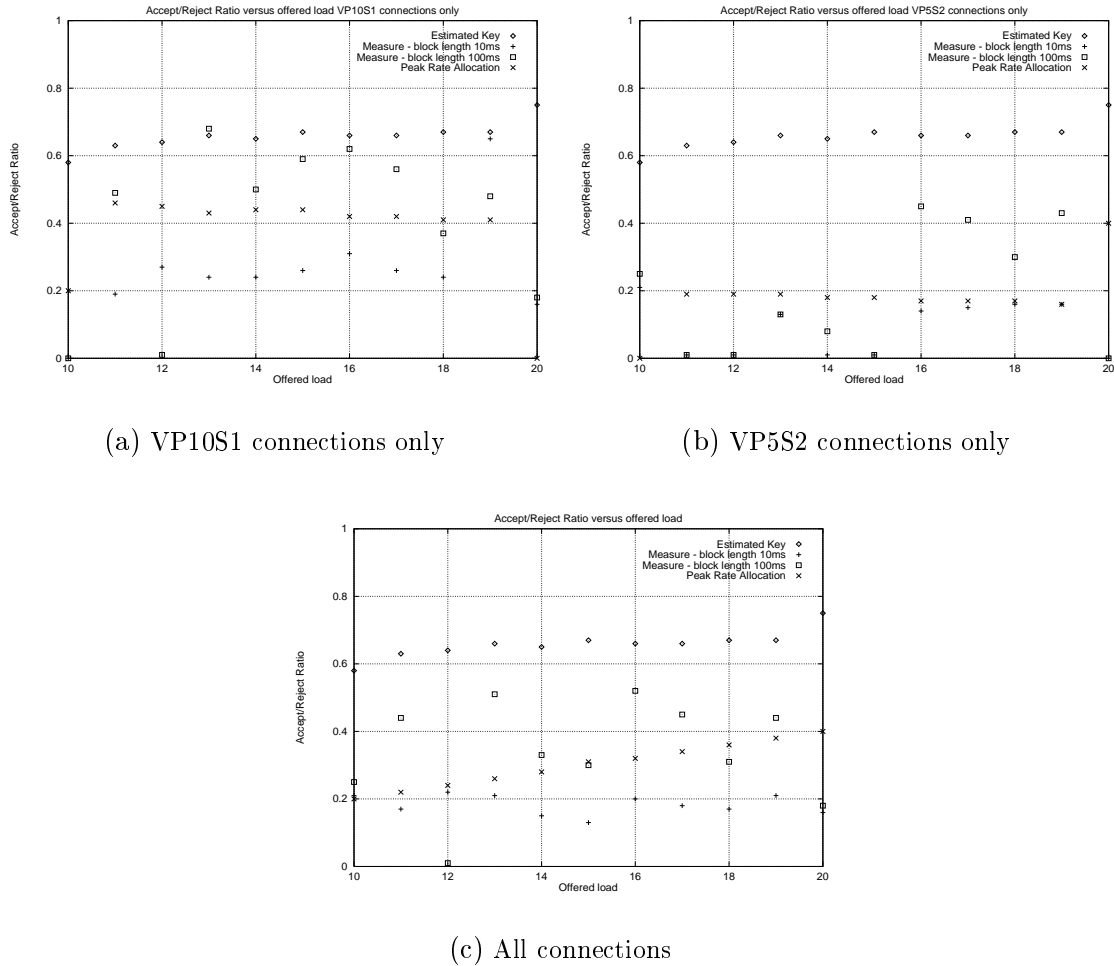 Accept/Reject Ratio versus offered load VP10S1 connections only
1
0.8
0.6
0.4
0.2
0
Accept/Reject Ratio
Estimated Key
Measure - block length 10ms
Measure - block length 100ms
Peak Rate Allocation
10 12 14 16 18 20
Offered load
(a) VP10S1 connections only
Accept/Reject Ratio versus offered load VP5S2 connections only
1
0.8
0.6
0.4
0.2
0
Accept/Reject Ratio
Estimated Key
Measure - block length 10ms
Measure - block length 100ms
Peak Rate Allocation
10 12 14 16 18 20
Offered load
(b) VP5S2 connections only
Accept/Reject Ratio versus offered load
1
0.8
0.6
0.4
0.2
0
Accept/Reject Ratio
Estimated Key
Measure - block length 10ms
Measure - block length 100ms
Peak Rate Allocation
10 12 14 16 18 20
Offered load
(c) All connections